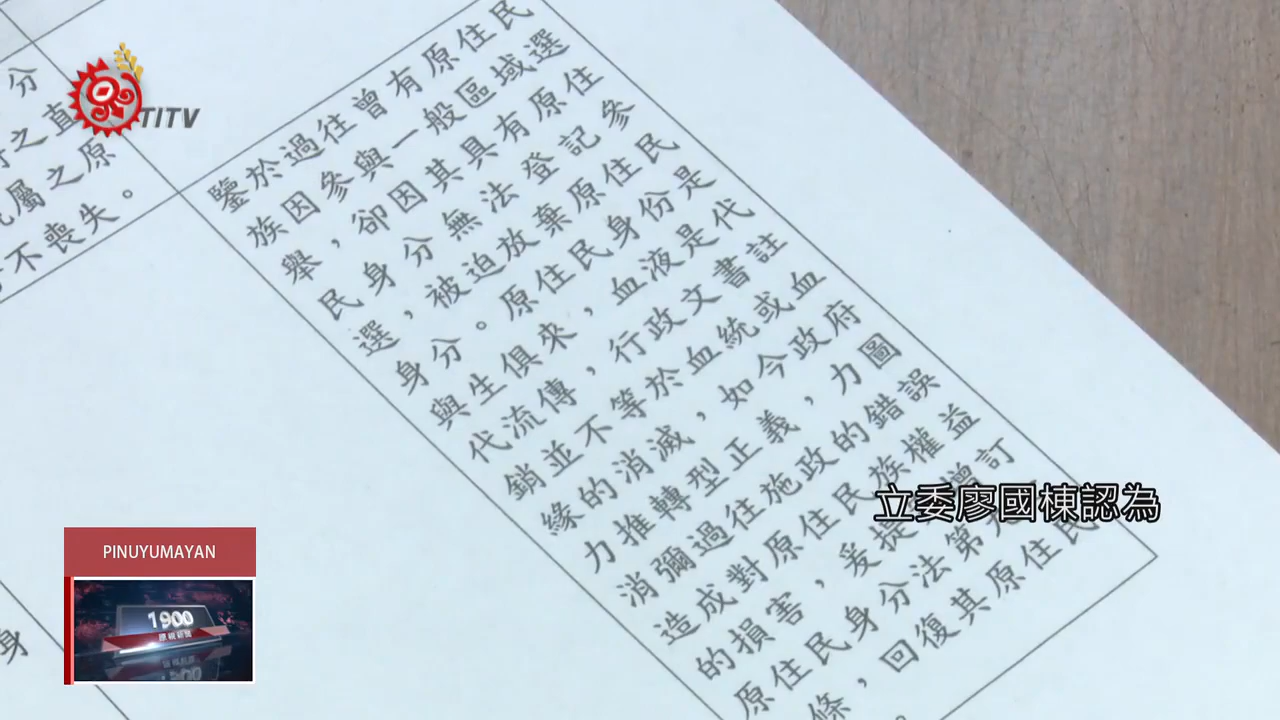 TITV
分
之直
屬之原
不喪失。
鑒於過往曾有原住民
族因參與一般區域選
舉，卻因其具有原住
民身分無法登記參
選，被迫放棄原住民
身分。原住民身份是
與生俱來，血液是代
代流傳，行政文書註
銷並不等於血統或血
緣的消滅，如今政府
力推轉型正義，力圖
消彌過往施政的錯誤
造成對原住民族權益
的損害，爰提 增訂
原住民身分法第九
條，回復其原住民
身
立委廖國棟認為
PINUYUMAYAN
1900
原視新聞